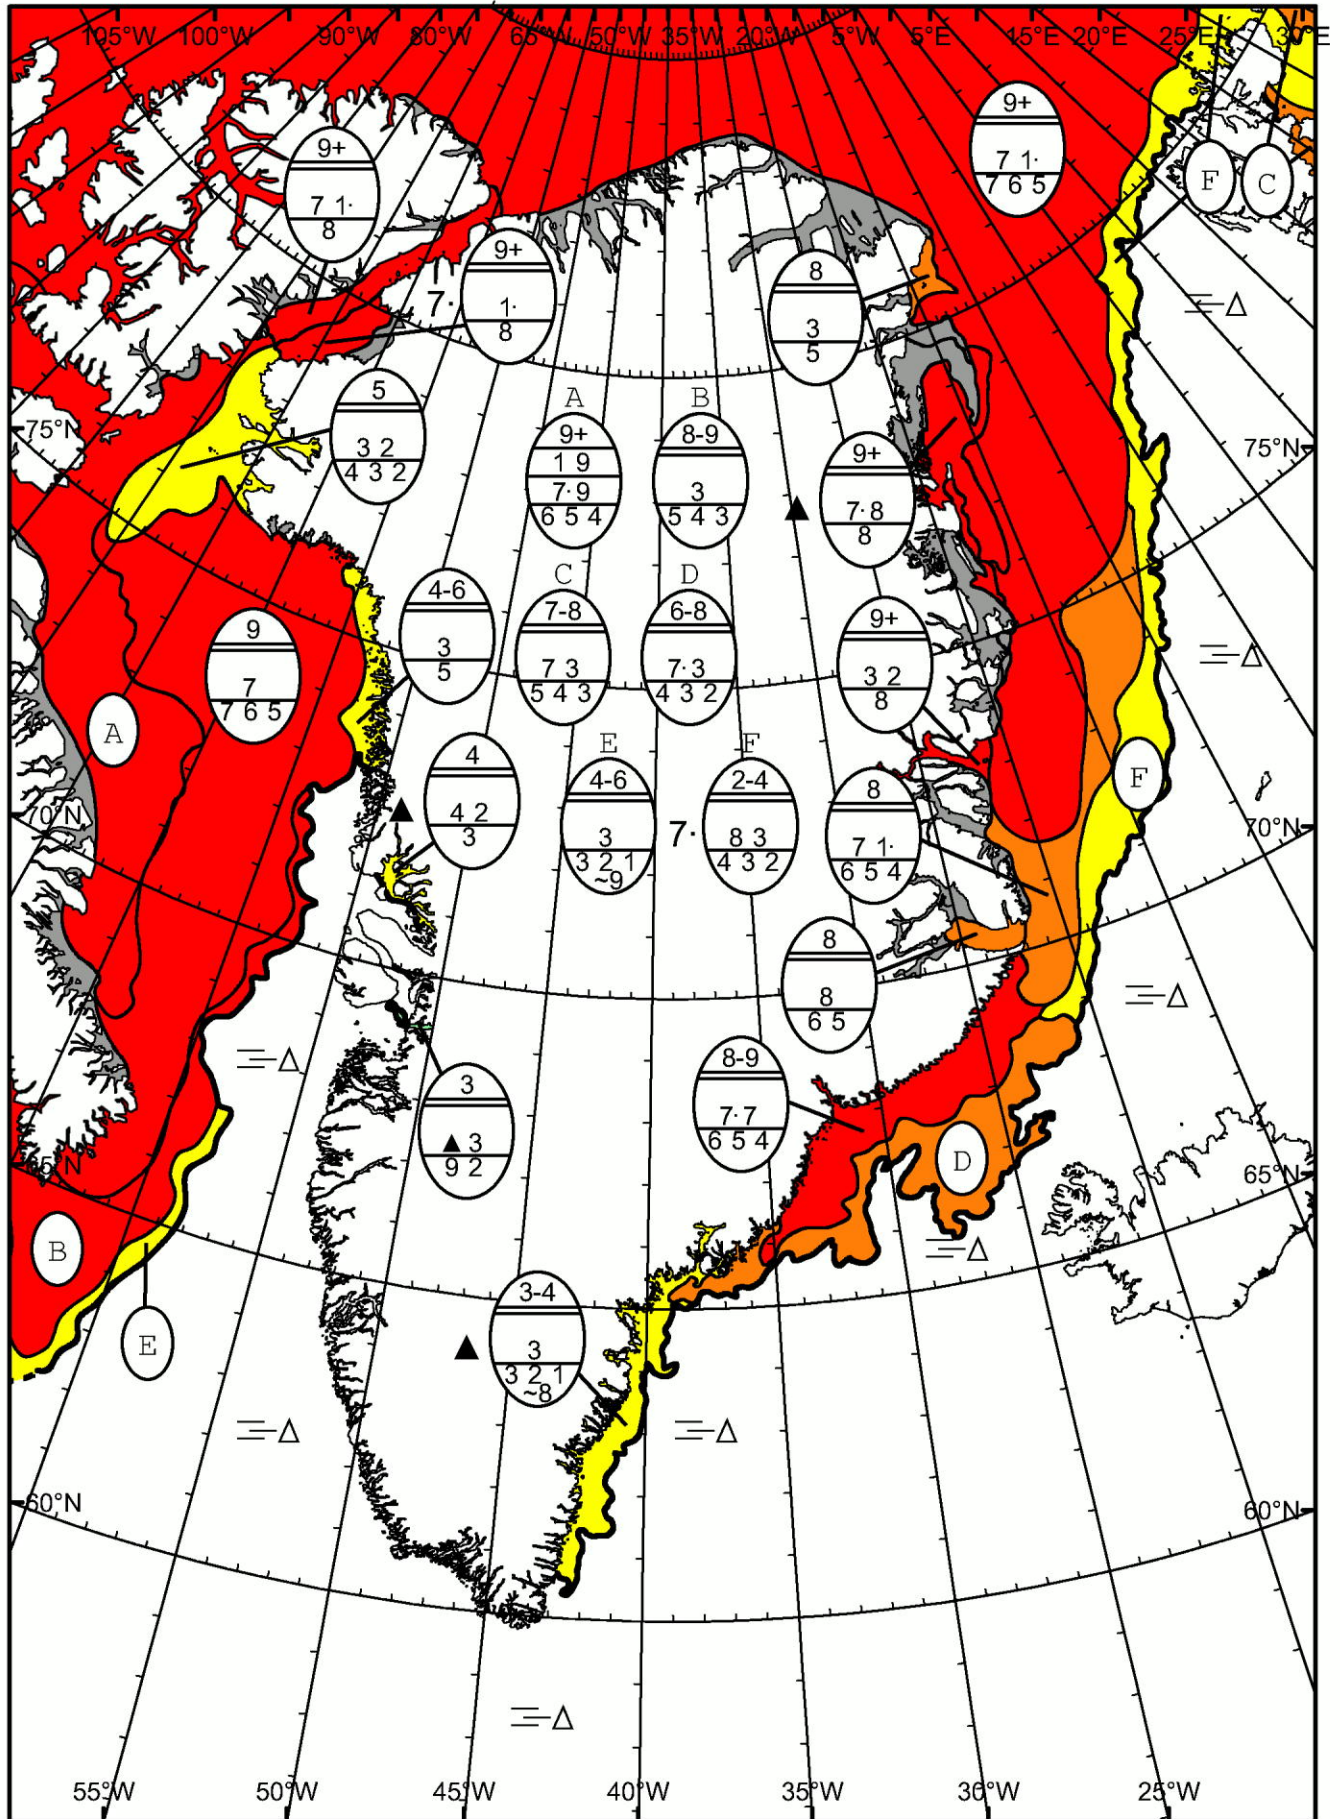 105°W 100°W 90°W 80°W 65°W 50°W 35°W 20°W 5°W 5°E 15°E 20°E 25°E 30°E
9+
7 1·
7 6 5
9+
7 1·
8
F
C
9+
1·
8
7·
8
3
5
5
3 2
4 3 2
A
9+
1 9
7·9
6 5 4
B
8-9
3
5 4 3
75°N
75°N
▲
9+
7·8
8
C
7-8
7 3
5 4 3
D
6-8
7·3
4 3 2
4-6
3
5
9+
3 2
8
9
7
7 6 5
A
4
4 2
3
▲
E
4-6
3
3 2 1
~9
7·
F
2-4
8 3
4 3 2
8
7 1·
6 5 4
F
70°N
70°N
8
8
6 5
8-9
7·7
6 5 4
3
▲ 3
9 2
D
65°N
65°N
B
E
3-4
3
3 2 1
~8
▲
60°N
60°N
55°W 50°W 45°W 40°W 35°W 30°W 25°W